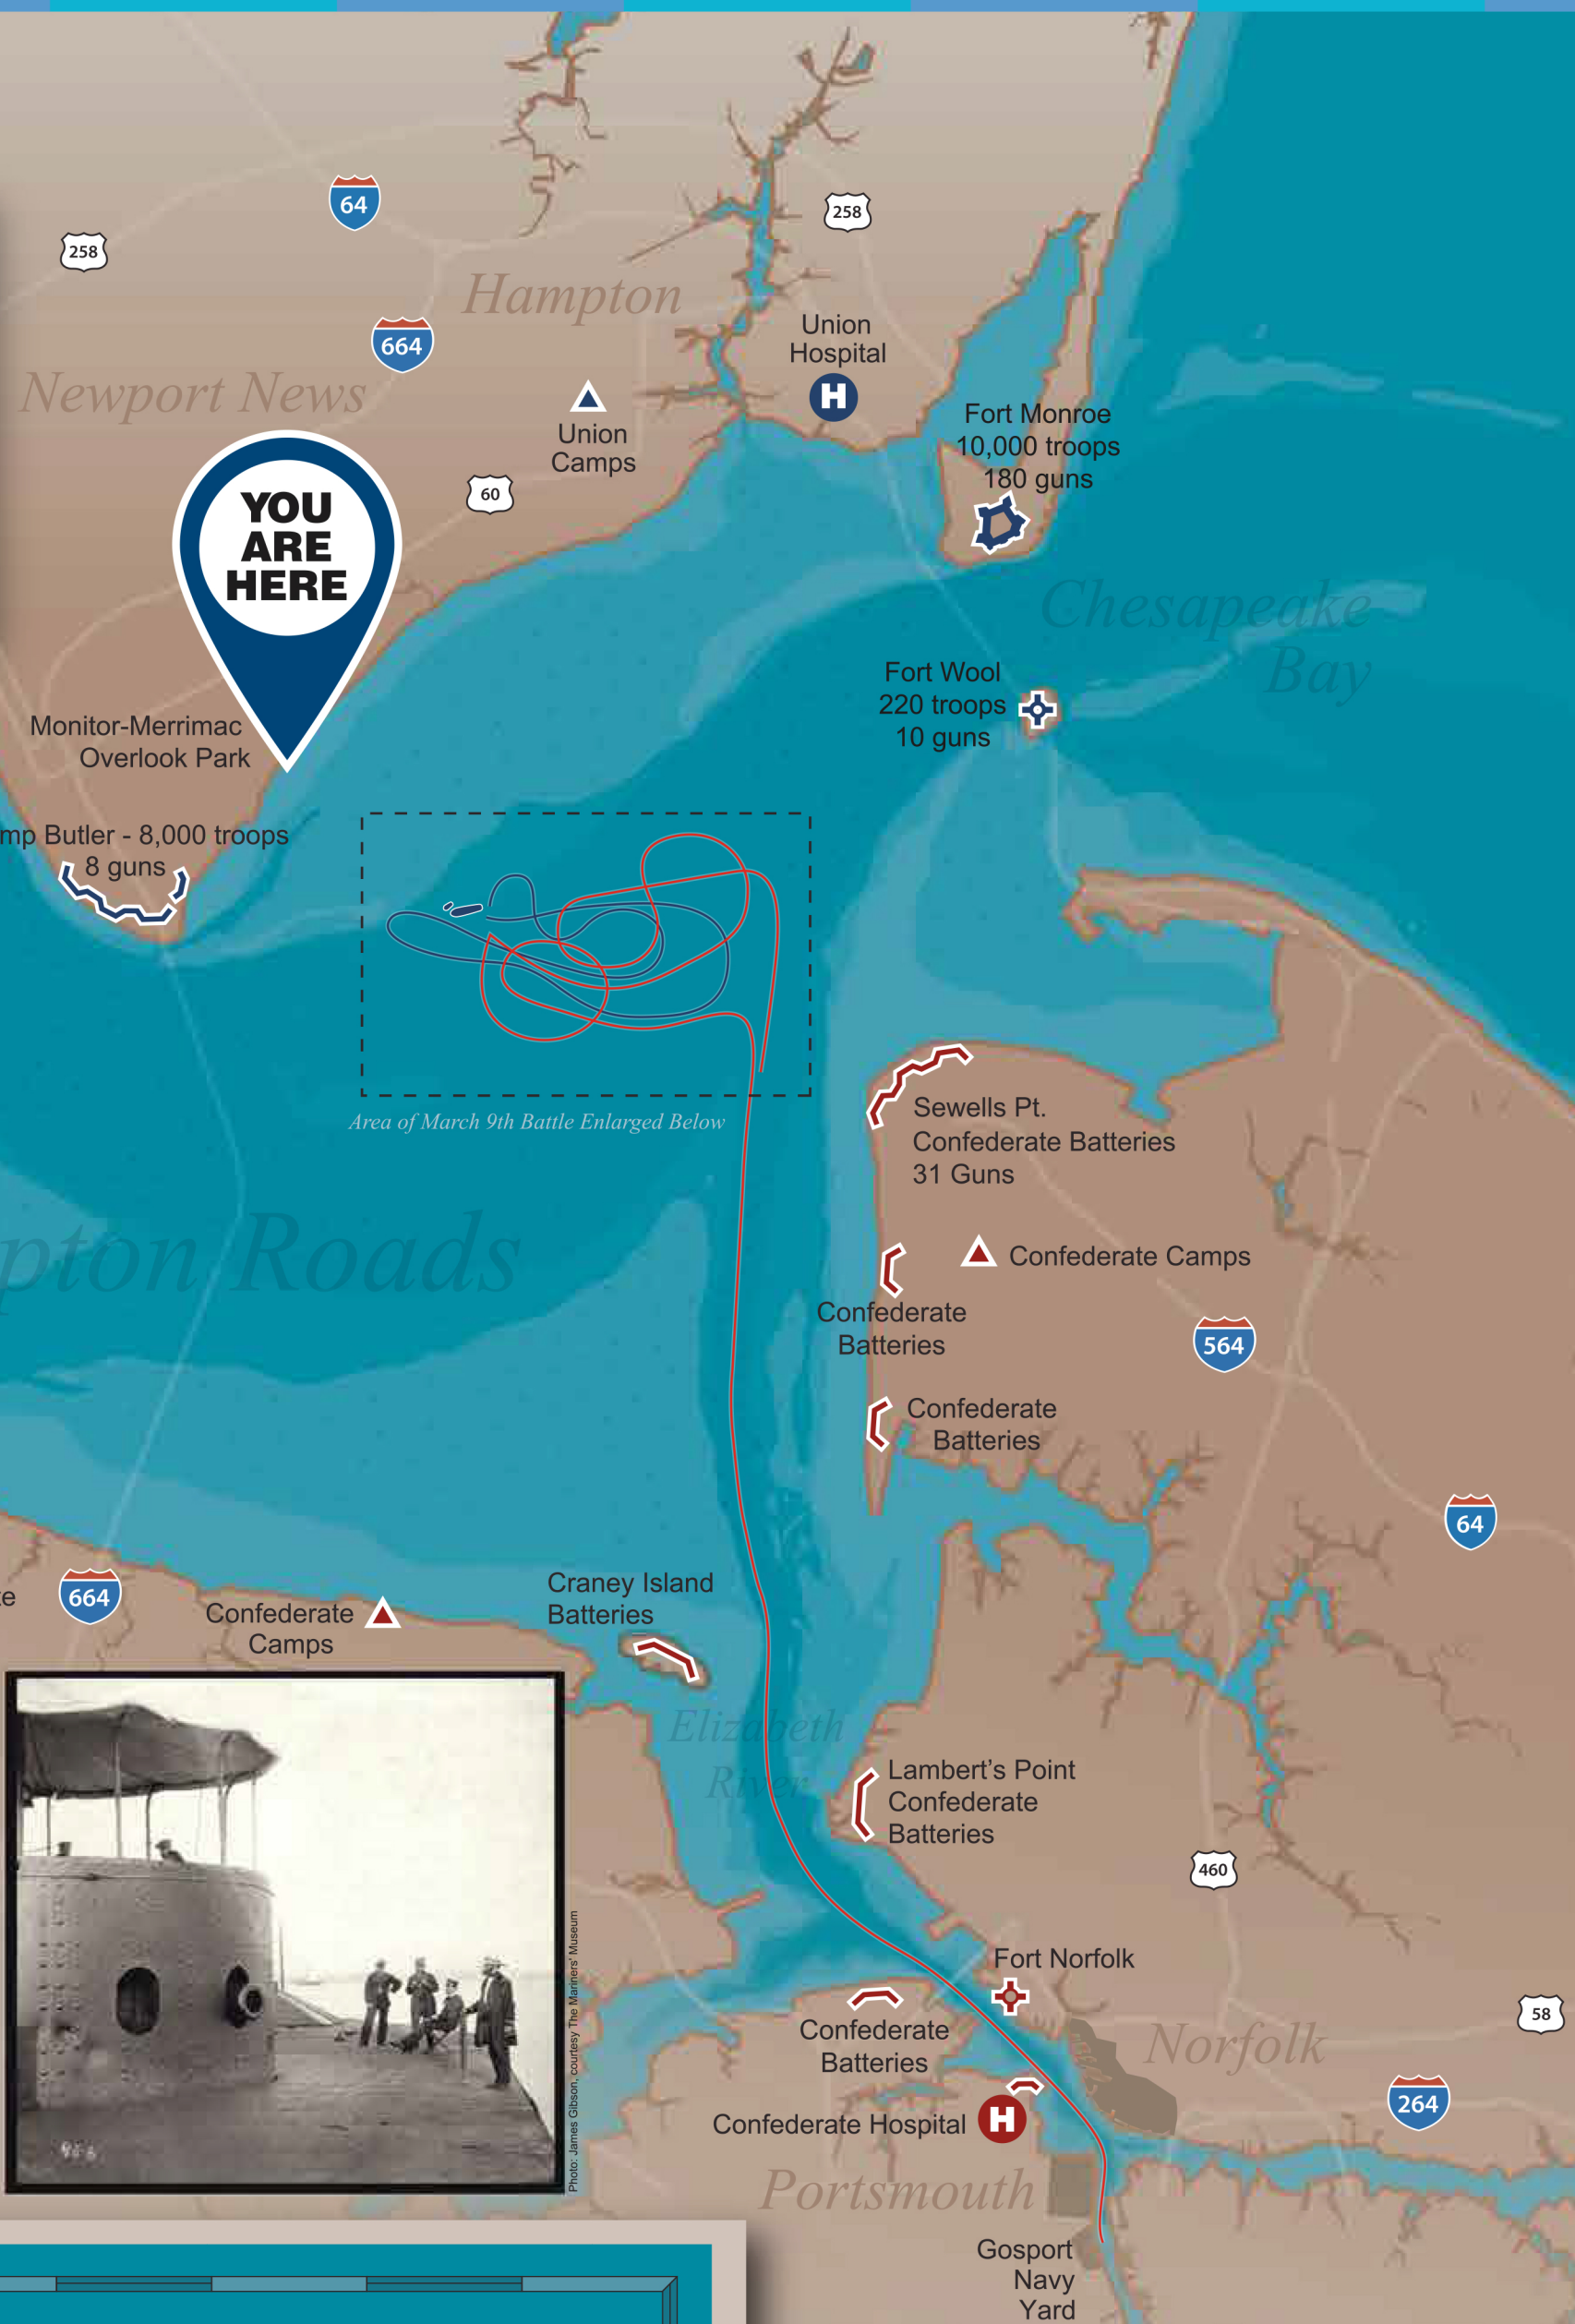 64
258
258
Hampton
664
Union
Hospital
H
Newport News
Union
Camps
Fort Monroe
10,000 troops
180 guns
60
YOU
ARE
HERE
Chesapeake
Bay
Fort Wool
220 troops
10 guns
Monitor-Merrimac
Overlook Park
mp Butler - 8,000 troops
8 guns
Area of March 9th Battle Enlarged Below
Sewells Pt.
Confederate Batteries
31 Guns
pton Roads
Confederate Camps
Confederate
Batteries
564
Confederate
Batteries
64
664
Confederate
Camps
Craney Island
Batteries
Elizabeth
River
Lambert's Point
Confederate
Batteries
460
Photo: James Gibson, courtesy The Mariners' Museum
Fort Norfolk
58
Norfolk
Confederate
Batteries
264
Confederate Hospital
H
Portsmouth
Gosport
Navy
Yard